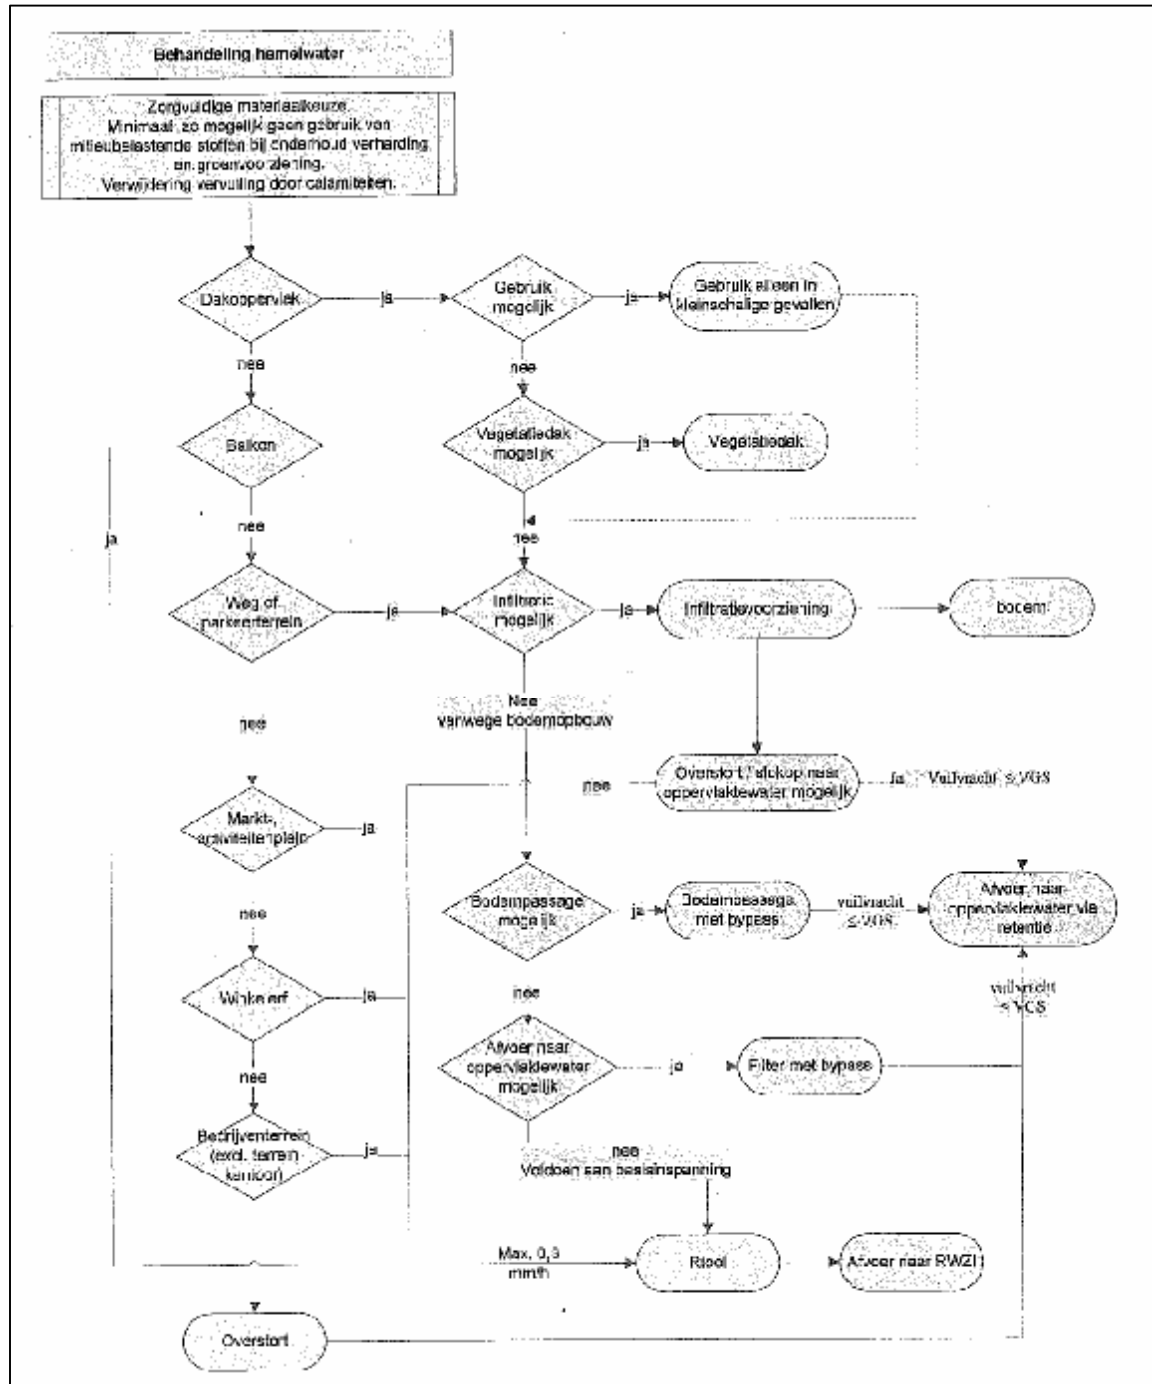 Behandeling hemelwater
Zorgvuldige materiaalkeuze.
Minimaal, zo mogelijk geen gebruik van
milieubelastende stoffen bij onderhoud verharding
en groenvoorziening.
Verwijdering vervuiling door calamiteiten.
Dakoppervlak
ja
Gebruik
mogelijk
ja
Gebruik alleen in
kleinschalige gevallen
nee
nee
Balkon
Vegetatiedak
mogelijk
ja
Vegetatiedak
ja
nee
nee
Weg of
parkeerterrein
ja
Infiltratie
mogelijk
ja
Infiltratievoorziening
bodem
nee
Nee
vanwege bodemopbouw
nee
Overstort / slokop naar
oppervlaktewater mogelijk
Ja Vuilvracht ≤ VGS
Markt-,
activiteitenplein
ja
nee
Bodempassage
mogelijk
ja
Bodempassage
met bypass
vuilvracht
≤ VGS
Afvoer naar
oppervlaktewater via
retentie
Winkelerf
ja
nee
vuilvracht
≤ VGS
nee
Afvoer naar
oppervlaktewater
mogelijk
ja
Filter met bypass
Bedrijventerrein
(excl. terrein
kantoor)
ja
nee
Voldoen aan basisinspanning
Max. 0,3
mm/h
Riool
Afvoer naar RWZI
Overstort